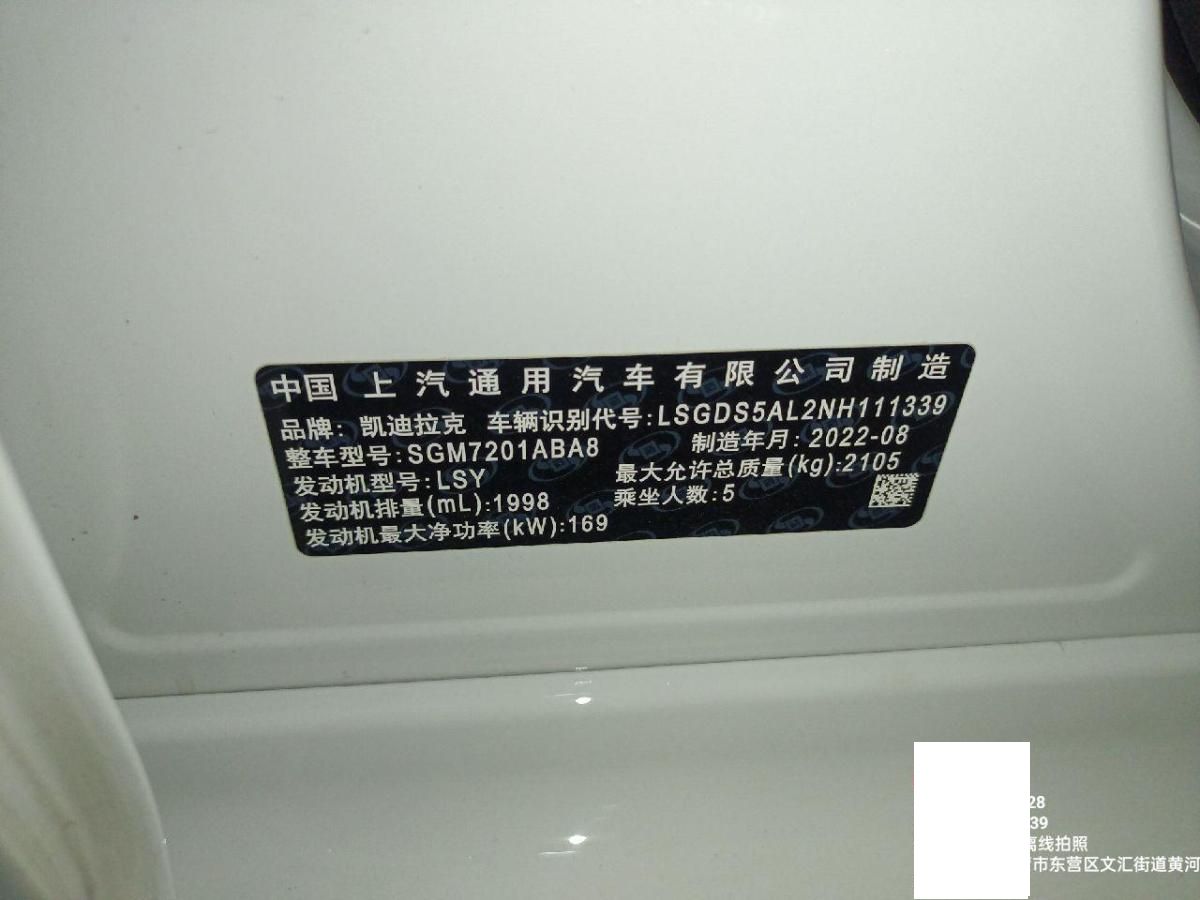 中国 上汽通用汽车有限公司制造
品牌: 凯迪拉克 车辆识别代号:LSGDS5AL2NH111339
整车型号:SGM7201ABA8 制造年月: 2022-08
发动机型号:LSY 最大允许总质量(kg):2105
发动机排量(mL):1998 乘坐人数:5
发动机最大净功率(kW):169
28
39
离线拍照
市东营区文汇街道黄河